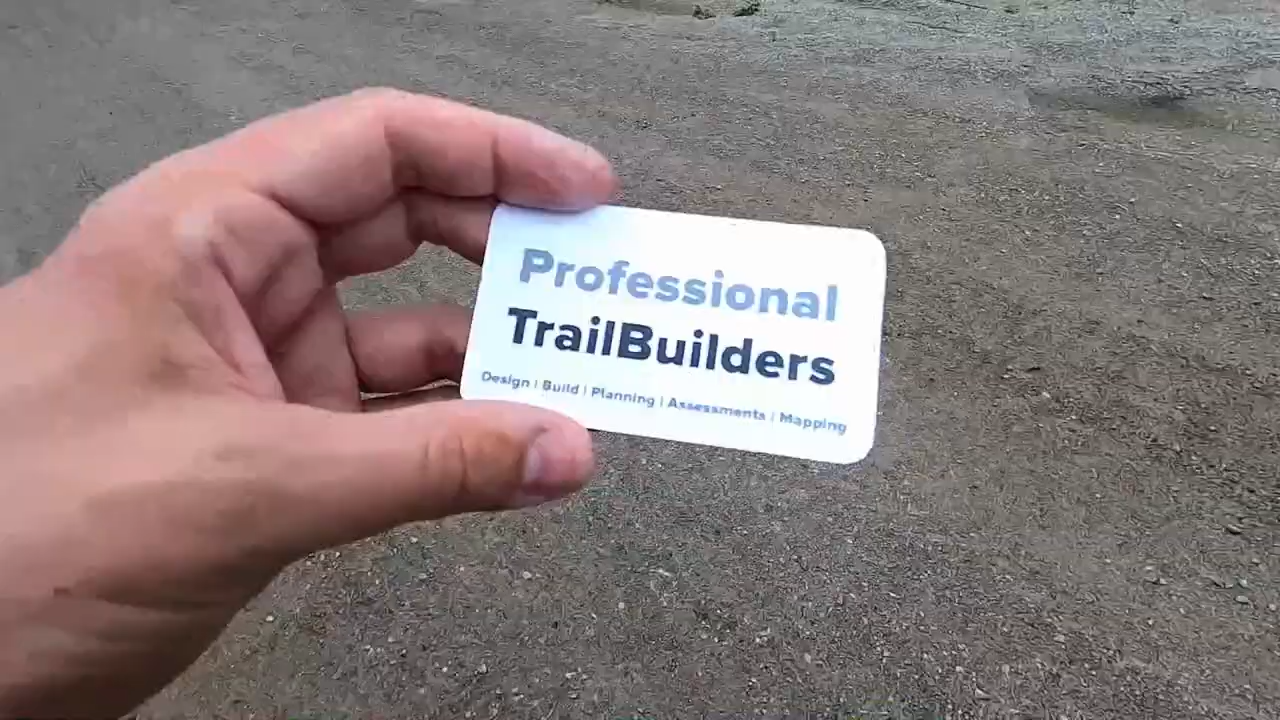 Professional
TrailBuilders
Design | Build | Planning | Assessments | Mapping